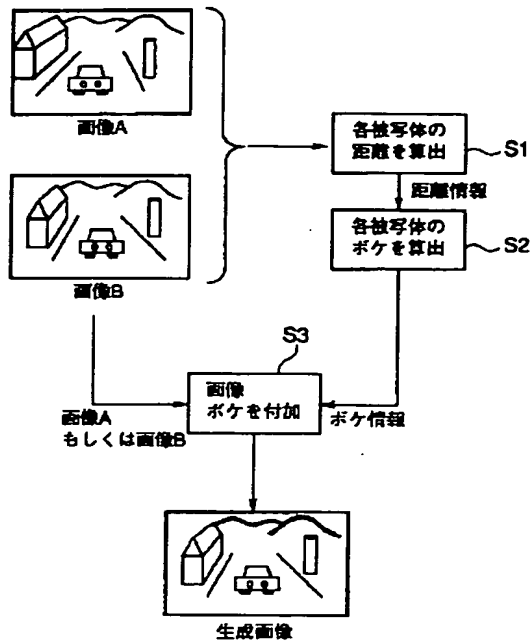 画像A
各被写体の
距離を算出
S1
距離情報
各被写体の
ボケを算出
S2
画像B
S3
画像
ボケを付加
画像A
もしくは画像B
ボケ情報
生成画像